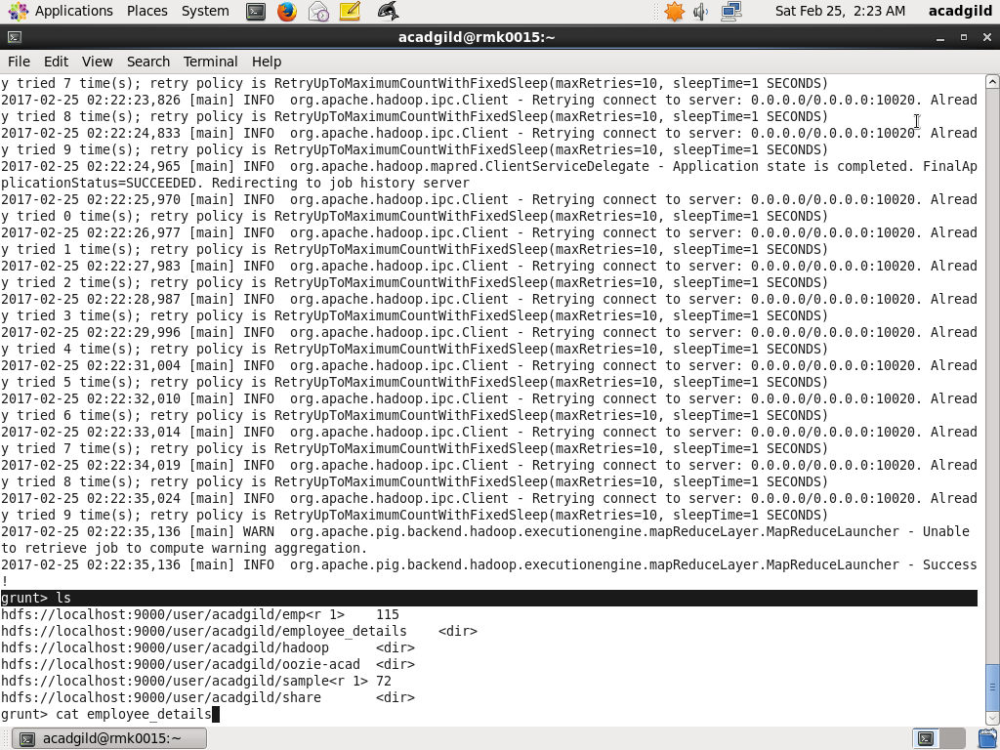 Applications Places System Sat Feb 25, 2:23 AM acadgild
acadgild@rmk0015:~
File Edit View Search Terminal Help
y tried 7 time(s); retry policy is RetryUpToMaximumCountWithFixedSleep(maxRetries=10, sleepTime=1 SECONDS)
2017-02-25 02:22:23,826 [main] INFO  org.apache.hadoop.ipc.Client - Retrying connect to server: 0.0.0.0/0.0.0.0:10020. Alread
y tried 8 time(s); retry policy is RetryUpToMaximumCountWithFixedSleep(maxRetries=10, sleepTime=1 SECONDS)
2017-02-25 02:22:24,833 [main] INFO  org.apache.hadoop.ipc.Client - Retrying connect to server: 0.0.0.0/0.0.0.0:10020. Alread
y tried 9 time(s); retry policy is RetryUpToMaximumCountWithFixedSleep(maxRetries=10, sleepTime=1 SECONDS)
2017-02-25 02:22:24,965 [main] INFO  org.apache.hadoop.mapred.ClientServiceDelegate - Application state is completed. FinalAp
plicationStatus=SUCCEEDED. Redirecting to job history server
2017-02-25 02:22:25,970 [main] INFO  org.apache.hadoop.ipc.Client - Retrying connect to server: 0.0.0.0/0.0.0.0:10020. Alread
y tried 0 time(s); retry policy is RetryUpToMaximumCountWithFixedSleep(maxRetries=10, sleepTime=1 SECONDS)
2017-02-25 02:22:26,977 [main] INFO  org.apache.hadoop.ipc.Client - Retrying connect to server: 0.0.0.0/0.0.0.0:10020. Alread
y tried 1 time(s); retry policy is RetryUpToMaximumCountWithFixedSleep(maxRetries=10, sleepTime=1 SECONDS)
2017-02-25 02:22:27,983 [main] INFO  org.apache.hadoop.ipc.Client - Retrying connect to server: 0.0.0.0/0.0.0.0:10020. Alread
y tried 2 time(s); retry policy is RetryUpToMaximumCountWithFixedSleep(maxRetries=10, sleepTime=1 SECONDS)
2017-02-25 02:22:28,987 [main] INFO  org.apache.hadoop.ipc.Client - Retrying connect to server: 0.0.0.0/0.0.0.0:10020. Alread
y tried 3 time(s); retry policy is RetryUpToMaximumCountWithFixedSleep(maxRetries=10, sleepTime=1 SECONDS)
2017-02-25 02:22:29,996 [main] INFO  org.apache.hadoop.ipc.Client - Retrying connect to server: 0.0.0.0/0.0.0.0:10020. Alread
y tried 4 time(s); retry policy is RetryUpToMaximumCountWithFixedSleep(maxRetries=10, sleepTime=1 SECONDS)
2017-02-25 02:22:31,004 [main] INFO  org.apache.hadoop.ipc.Client - Retrying connect to server: 0.0.0.0/0.0.0.0:10020. Alread
y tried 5 time(s); retry policy is RetryUpToMaximumCountWithFixedSleep(maxRetries=10, sleepTime=1 SECONDS)
2017-02-25 02:22:32,010 [main] INFO  org.apache.hadoop.ipc.Client - Retrying connect to server: 0.0.0.0/0.0.0.0:10020. Alread
y tried 6 time(s); retry policy is RetryUpToMaximumCountWithFixedSleep(maxRetries=10, sleepTime=1 SECONDS)
2017-02-25 02:22:33,014 [main] INFO  org.apache.hadoop.ipc.Client - Retrying connect to server: 0.0.0.0/0.0.0.0:10020. Alread
y tried 7 time(s); retry policy is RetryUpToMaximumCountWithFixedSleep(maxRetries=10, sleepTime=1 SECONDS)
2017-02-25 02:22:34,019 [main] INFO  org.apache.hadoop.ipc.Client - Retrying connect to server: 0.0.0.0/0.0.0.0:10020. Alread
y tried 8 time(s); retry policy is RetryUpToMaximumCountWithFixedSleep(maxRetries=10, sleepTime=1 SECONDS)
2017-02-25 02:22:35,024 [main] INFO  org.apache.hadoop.ipc.Client - Retrying connect to server: 0.0.0.0/0.0.0.0:10020. Alread
y tried 9 time(s); retry policy is RetryUpToMaximumCountWithFixedSleep(maxRetries=10, sleepTime=1 SECONDS)
2017-02-25 02:22:35,136 [main] WARN  org.apache.pig.backend.hadoop.executionengine.mapReduceLayer.MapReduceLauncher - Unable
to retrieve job to compute warning aggregation.
2017-02-25 02:22:35,136 [main] INFO  org.apache.pig.backend.hadoop.executionengine.mapReduceLayer.MapReduceLauncher - Success
!
grunt> ls
hdfs://localhost:9000/user/acadgild/emp<r 1>    115
hdfs://localhost:9000/user/acadgild/employee_details    <dir>
hdfs://localhost:9000/user/acadgild/hadoop      <dir>
hdfs://localhost:9000/user/acadgild/oozie-acad  <dir>
hdfs://localhost:9000/user/acadgild/sample<r 1> 72
hdfs://localhost:9000/user/acadgild/share       <dir>
grunt> cat employee_details
acadgild@rmk0015:~